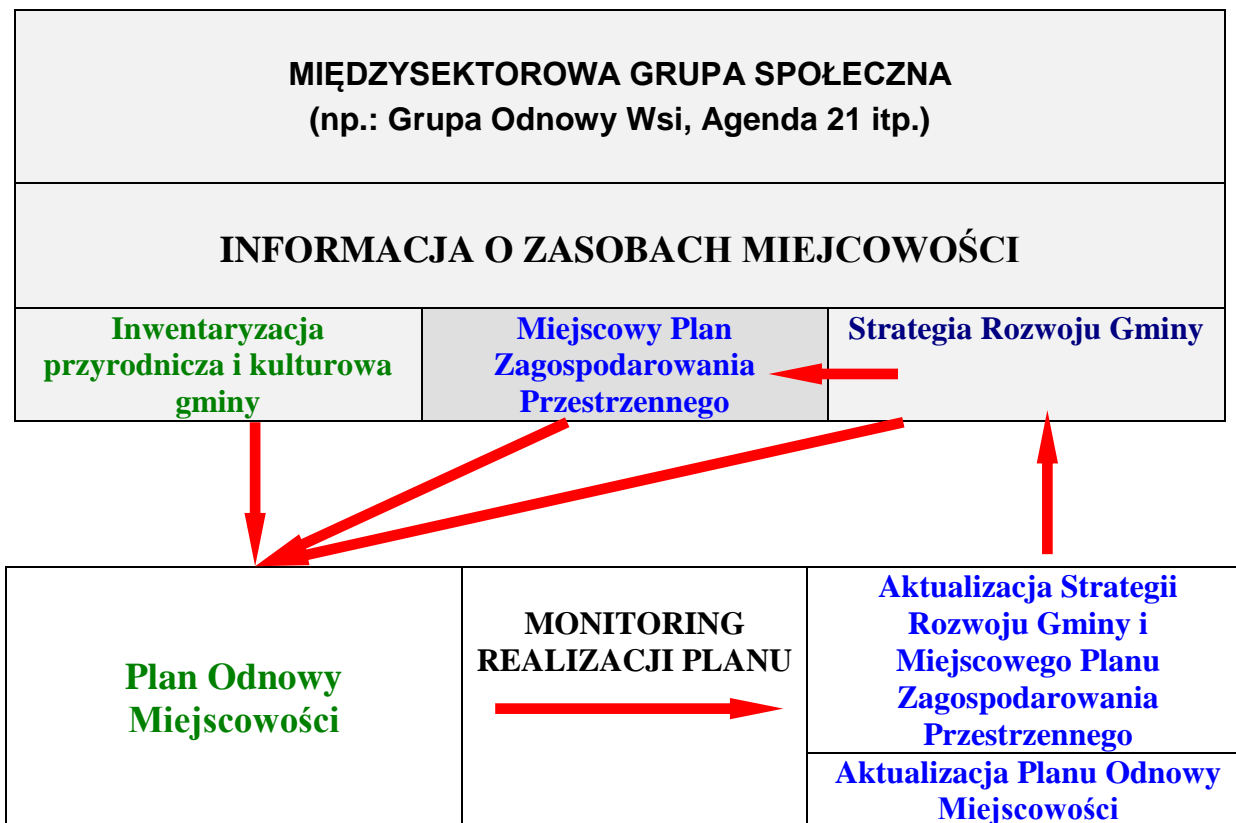 MIĘDZYSEKTOROWA GRUPA SPOŁECZNA
(np.: Grupa Odnowy Wsi, Agenda 21 itp.)
INFORMACJA O ZASOBACH MIEJCOWOŚCI
Inwentaryzacja
przyrodnicza i kulturowa
gminy
Miejscowy Plan
Zagospodarowania
Przestrzennego
Strategia Rozwoju Gminy
Plan Odnowy
Miejscowości
MONITORING
REALIZACJI PLANU
Aktualizacja Strategii
Rozwoju Gminy i
Miejscowego Planu
Zagospodarowania
Przestrzennego
Aktualizacja Planu Odnowy
Miejscowości